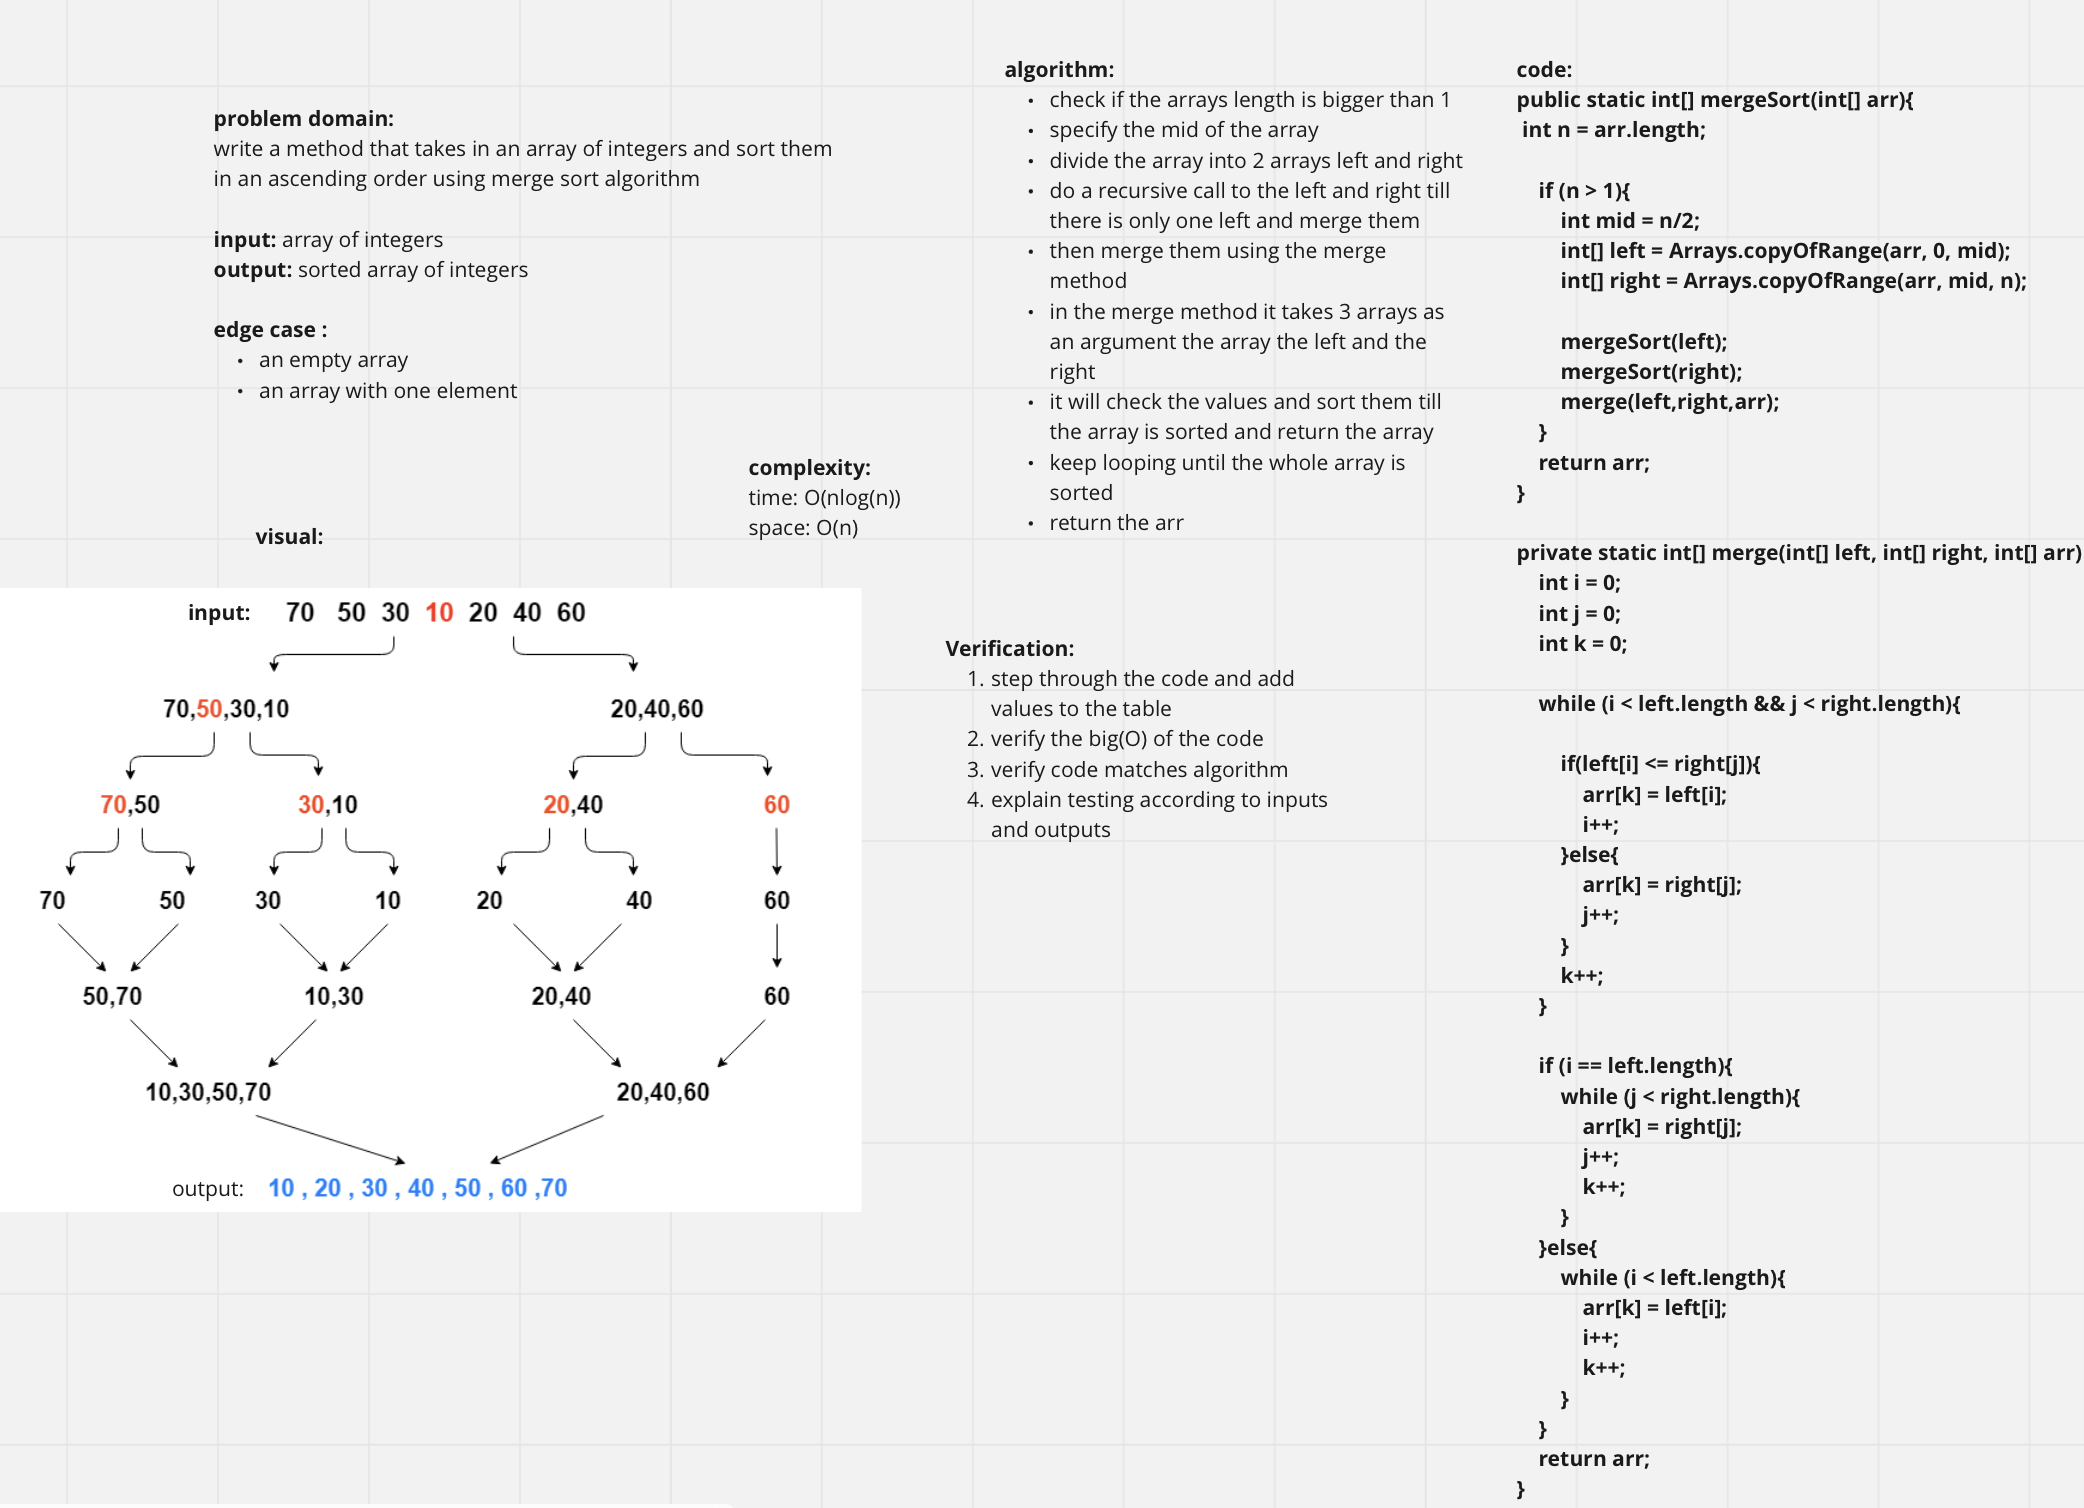 problem domain:
write a method that takes in an array of integers and sort them
in an ascending order using merge sort algorithm
input: array of integers
output: sorted array of integers
edge case :
• an empty array
• an array with one element
complexity:
time: O(nlog(n))
space: O(n)
visual:
input: 70 50 30 10 20 40 60
70,50,30,10 20,40,60
70,50 30,10 20,40 60
70 50 30 10 20 40 60
50,70 10,30 20,40 60
10,30,50,70 20,40,60
output: 10 , 20 , 30 , 40 , 50 , 60 ,70
algorithm:
• check if the arrays length is bigger than 1
• specify the mid of the array
• divide the array into 2 arrays left and right
• do a recursive call to the left and right till
there is only one left and merge them
• then merge them using the merge
method
• in the merge method it takes 3 arrays as
an argument the array the left and the
right
• it will check the values and sort them till
the array is sorted and return the array
• keep looping until the whole array is
sorted
• return the arr
Verification:
1. step through the code and add
values to the table
2. verify the big(O) of the code
3. verify code matches algorithm
4. explain testing according to inputs
and outputs
code:
public static int[] mergeSort(int[] arr){
int n = arr.length;
if (n > 1){
int mid = n/2;
int[] left = Arrays.copyOfRange(arr, 0, mid);
int[] right = Arrays.copyOfRange(arr, mid, n);
mergeSort(left);
mergeSort(right);
merge(left,right,arr);
}
return arr;
}
private static int[] merge(int[] left, int[] right, int[] arr)
int i = 0;
int j = 0;
int k = 0;
while (i < left.length && j < right.length){
if(left[i] <= right[j]){
arr[k] = left[i];
i++;
}else{
arr[k] = right[j];
j++;
}
k++;
}
if (i == left.length){
while (j < right.length){
arr[k] = right[j];
j++;
k++;
}
}else{
while (i < left.length){
arr[k] = left[i];
i++;
k++;
}
}
return arr;
}